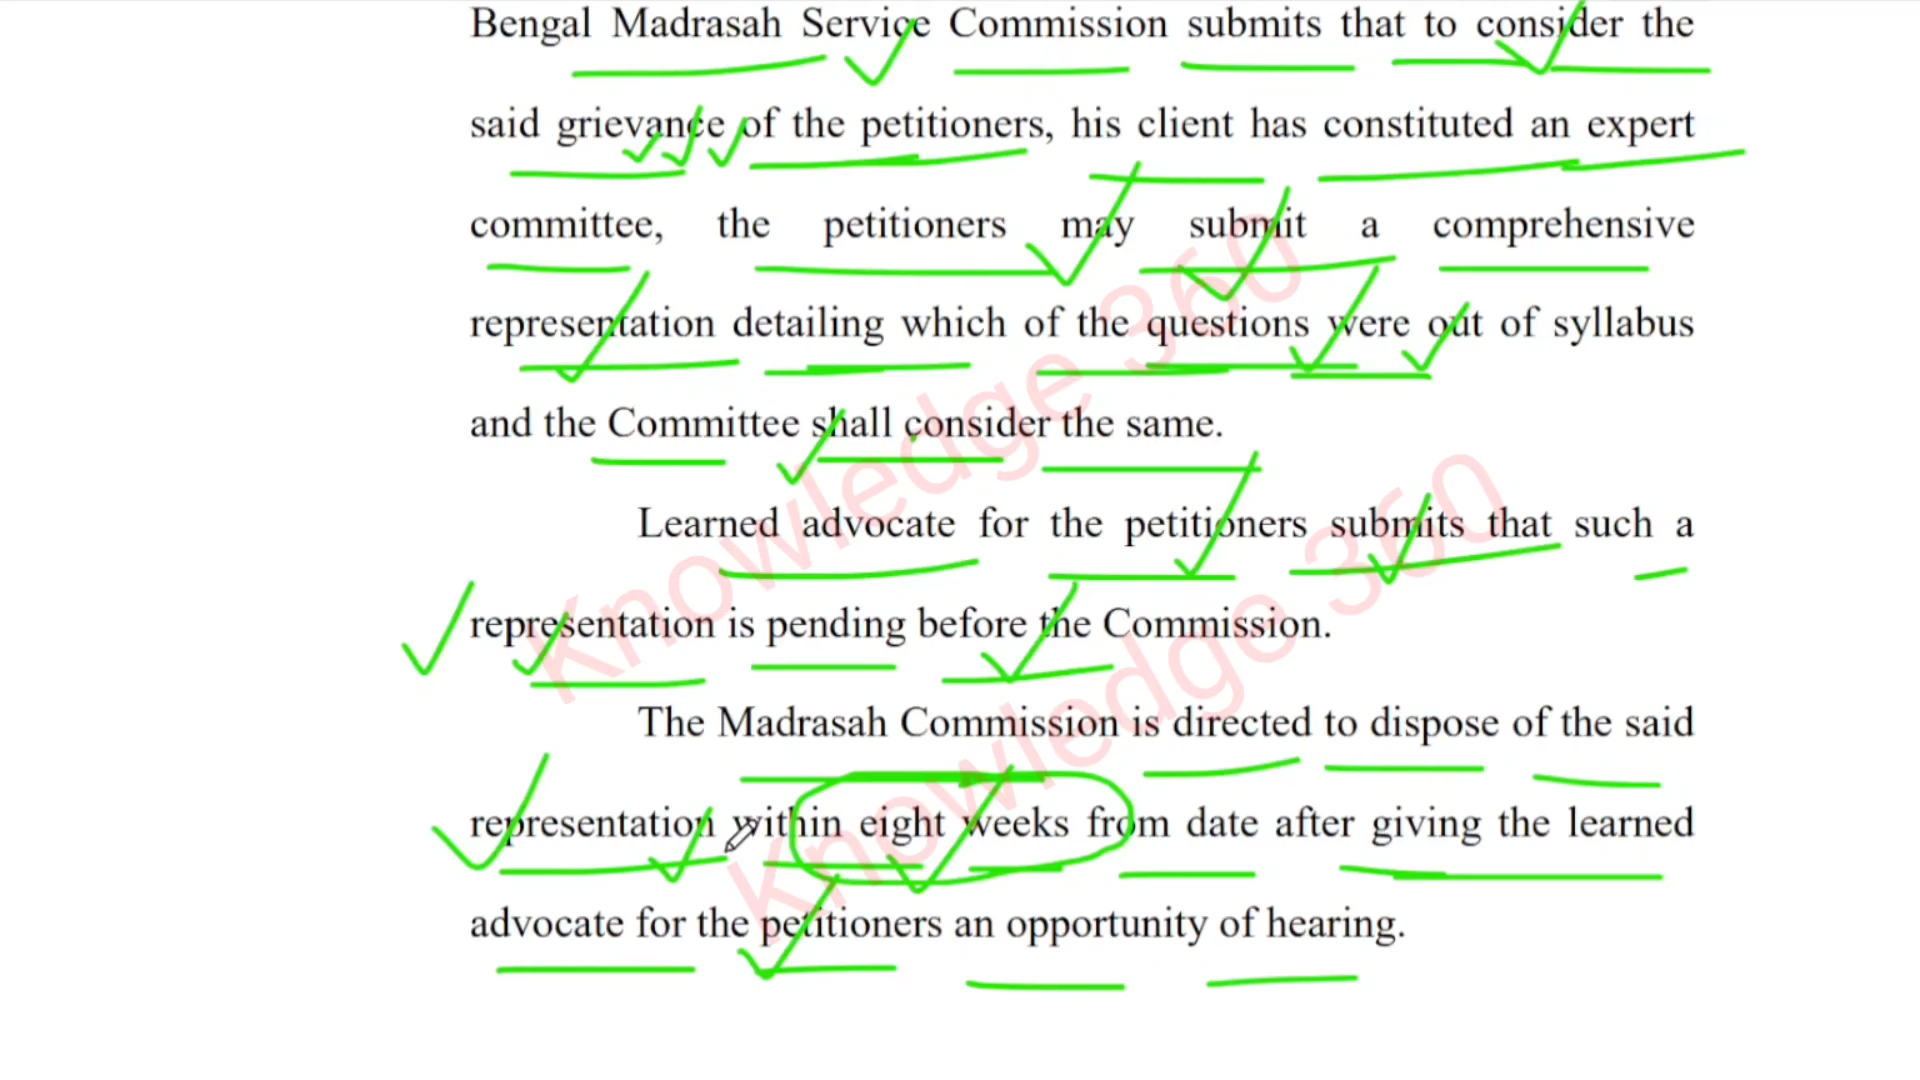 Bengal Madrasah Service Commission submits that to consider the
said grievance of the petitioners, his client has constituted an expert
committee, the petitioners may submit a comprehensive
representation detailing which of the questions were out of syllabus
and the Committee shall consider the same.
Learned advocate for the petitioners submits that such a
representation is pending before the Commission.
The Madrasah Commission is directed to dispose of the said
representation within eight weeks from date after giving the learned
advocate for the petitioners an opportunity of hearing.
Knowledge 360
Knowledge 360